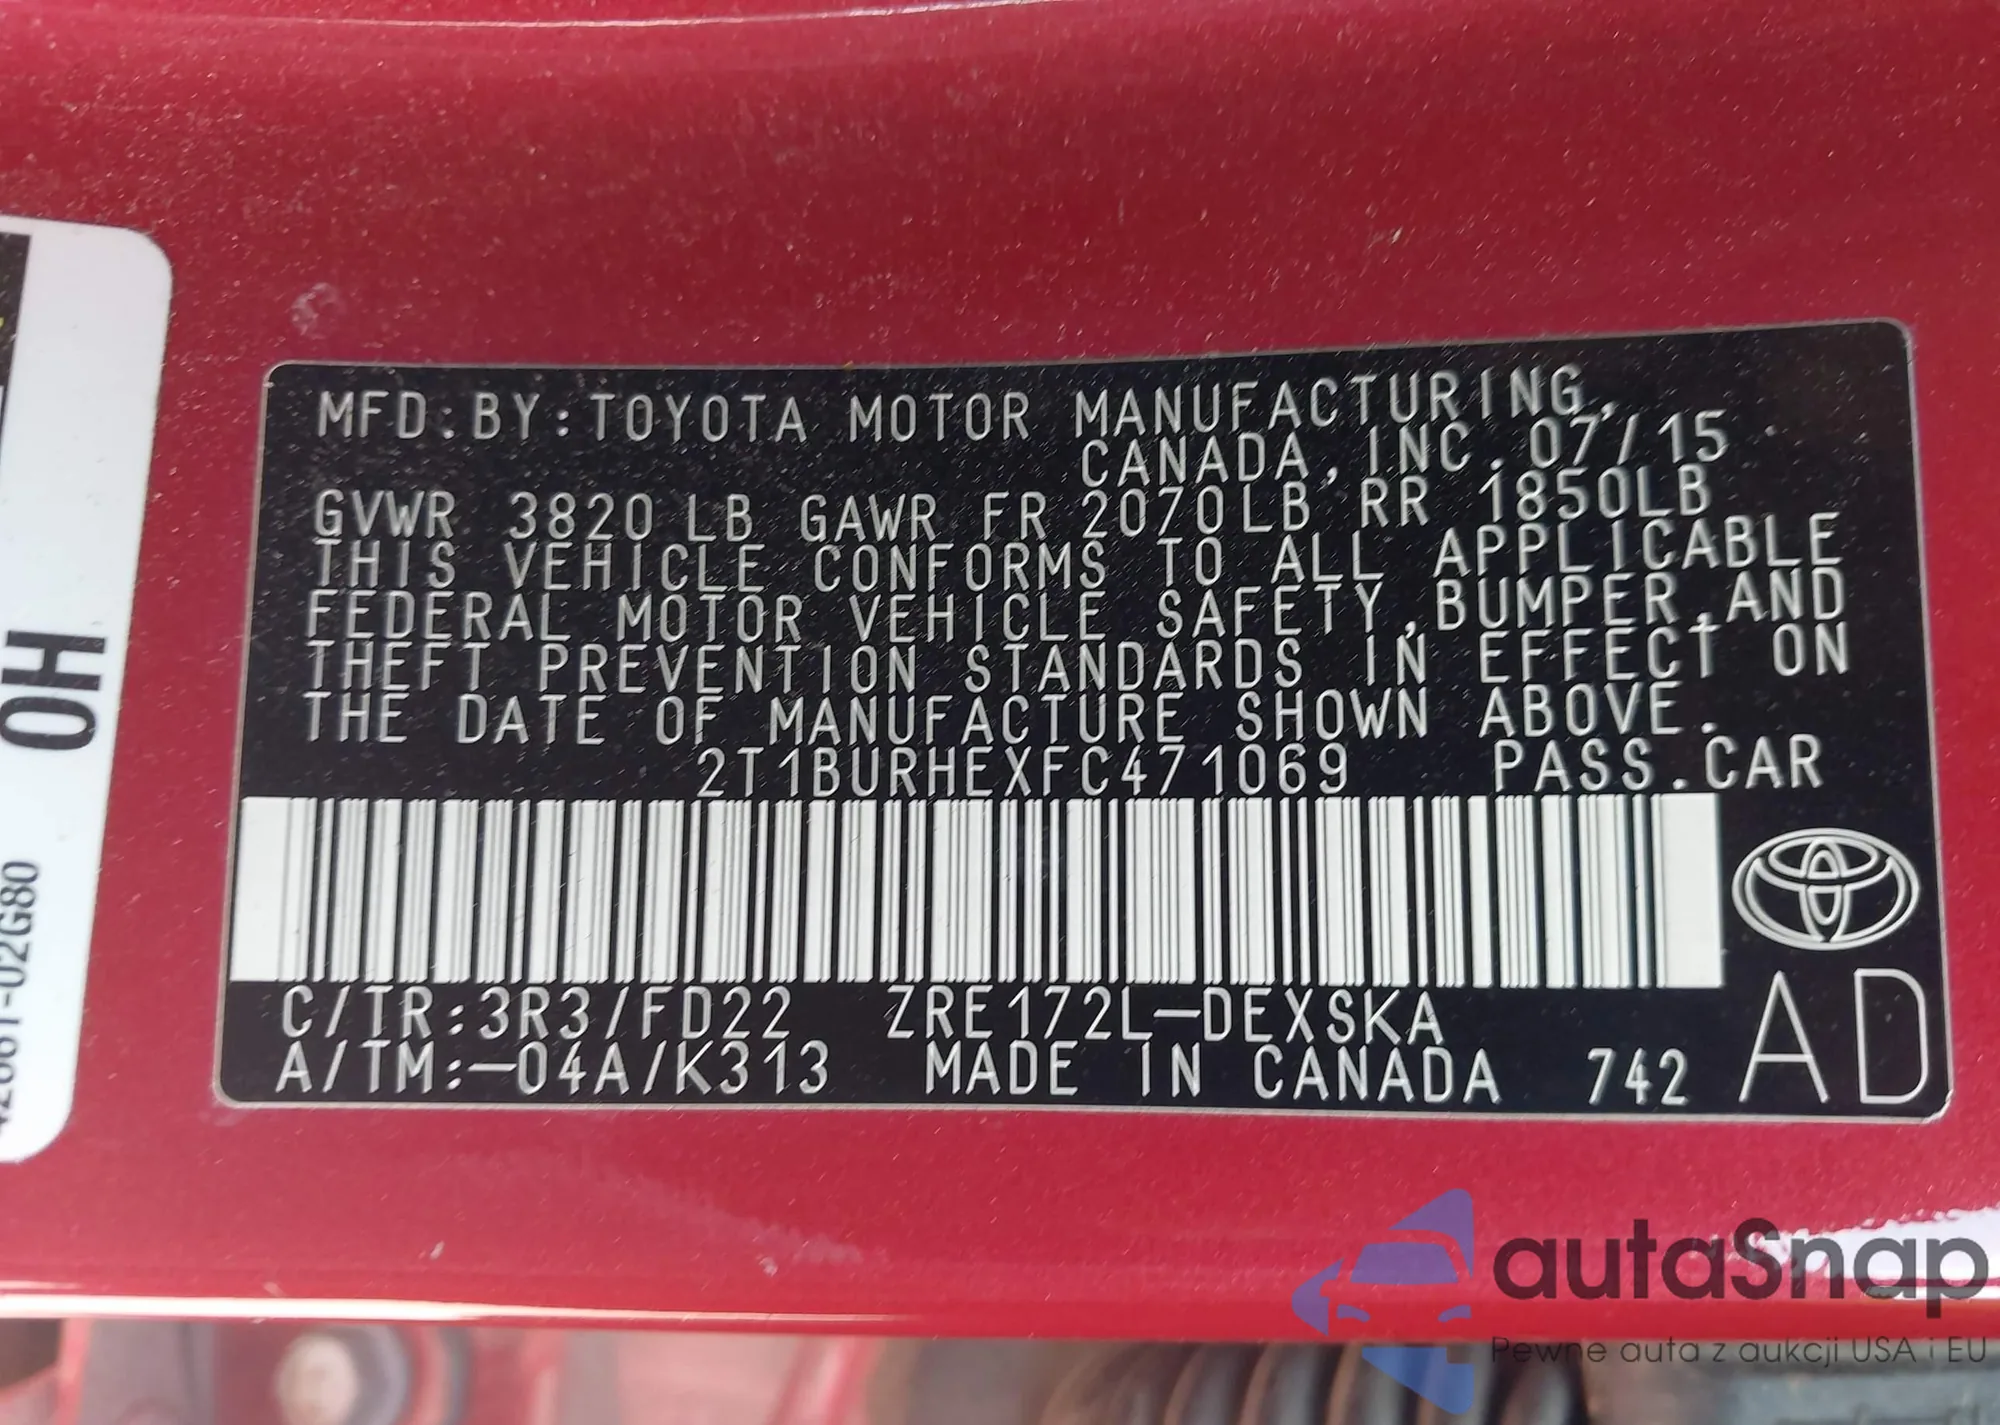 MFD.BY:TOYOTA MOTOR MANUFACTURING,
CANADA,INC.07/15
GVWR 3820 LB GAWR FR 2070LB RR 1850LB
THIS VEHICLE CONFORMS TO ALL APPLICABLE
FEDERAL MOTOR VEHICLE SAFETY,BUMPER,AND
THEFT PREVENTION STANDARDS IN EFFECT ON
THE DATE OF MANUFACTURE SHOWN ABOVE.
2T1BURHEXFC471069 PASS.CAR
C/TR:3R3/FD22 ZRE172L-DEXSKA
A/TM:-04A/K313 MADE IN CANADA 742
AD
0H
autaSnap
Pewne auta z aukcji USA i EU